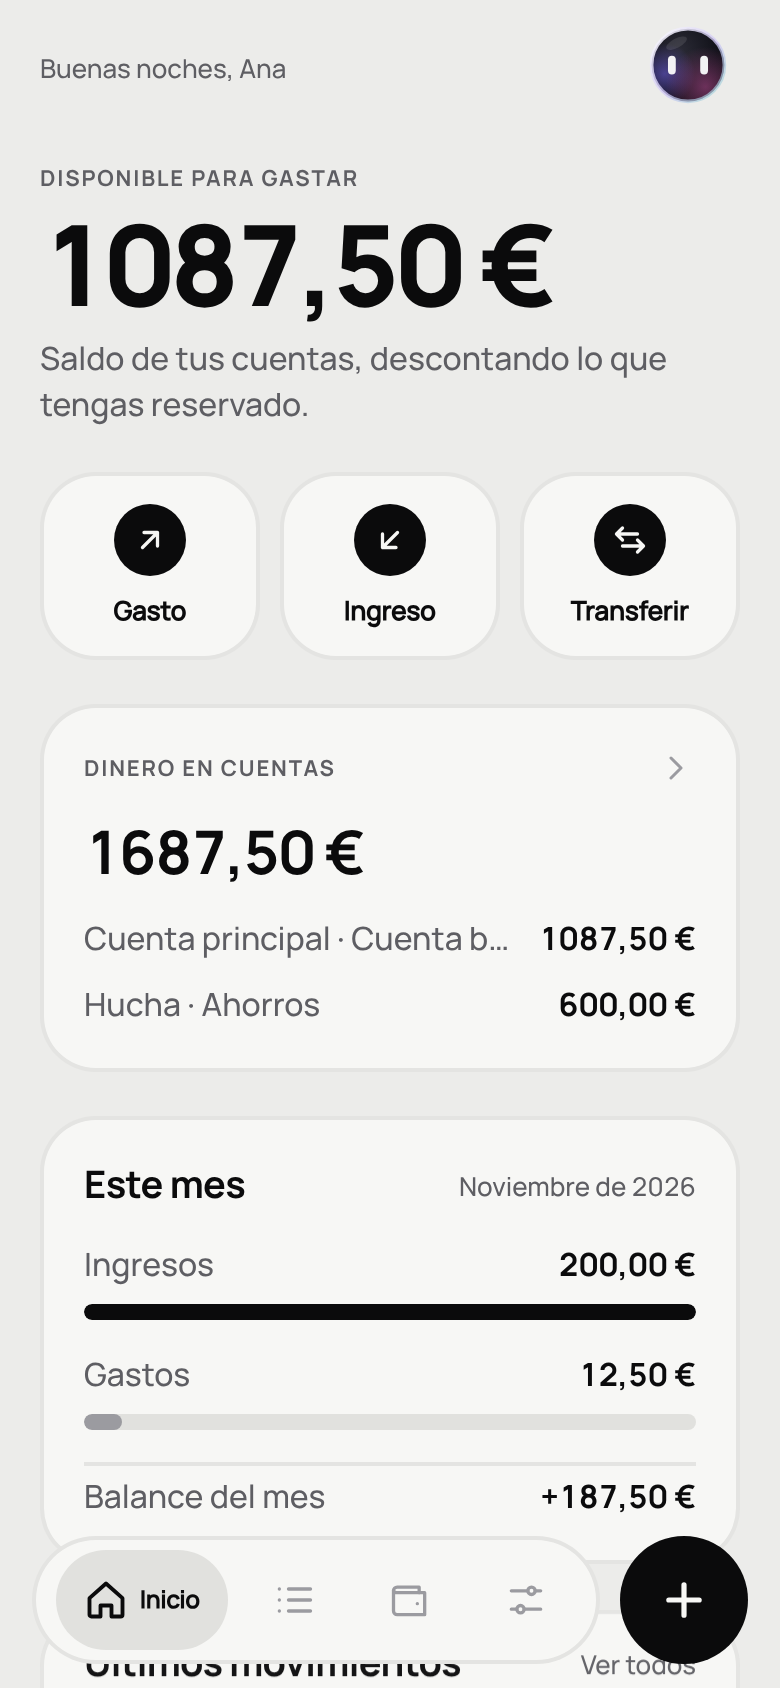 Buenas noches, Ana
DISPONIBLE PARA GASTAR
1087,50 €
Saldo de tus cuentas, descontando lo que
tengas reservado.
Gasto
Ingreso
Transferir
DINERO EN CUENTAS
1687,50 €
Cuenta principal · Cuenta b… 1087,50 €
Hucha · Ahorros 600,00 €
Este mes Noviembre de 2026
Ingresos 200,00 €
Gastos 12,50 €
Balance del mes +187,50 €
Inicio
Últimos movimientos Ver todos